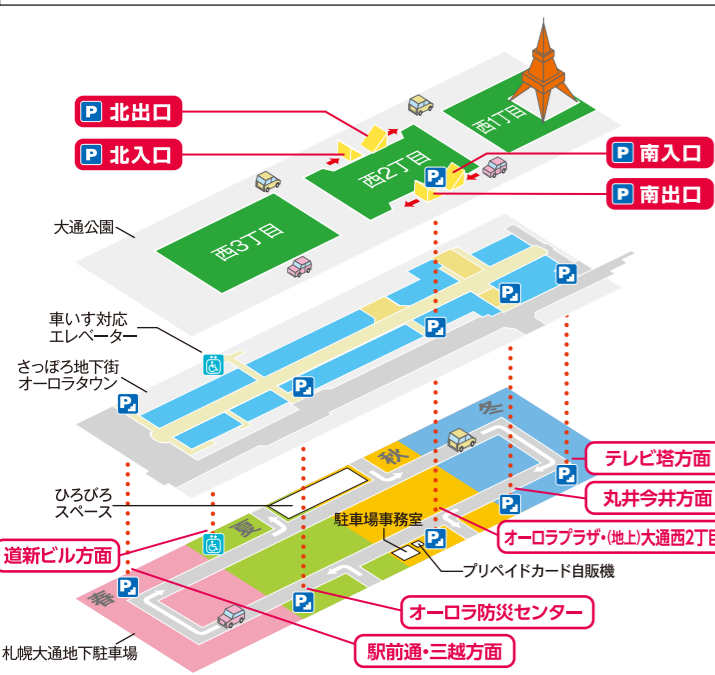 P 北出口
P 北入口
西1丁目
西2丁目
P
P 南入口
P 南出口
西3丁目
大通公園
車いす対応
エレベーター
さっぽろ地下街
オーロラタウン
P
P
P
P
P
冬
秋
夏
春
テレビ塔方面
丸井今井方面
オーロラプラザ・(地上)大通西2丁目
ひろびろ
スペース
駐車場事務室
道新ビル方面
プリペイドカード自販機
P
P
P
P
P
オーロラ防災センター
駅前通・三越方面
札幌大通地下駐車場